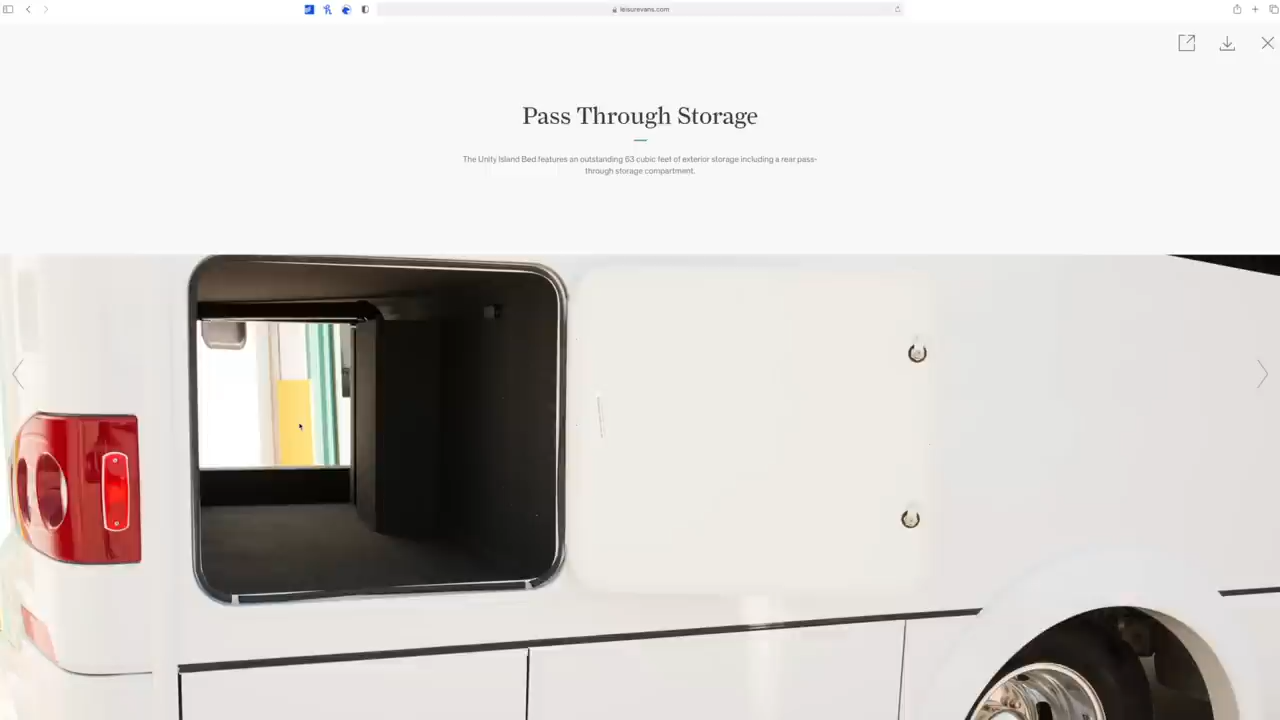 leisurevans.com
Pass Through Storage
The Unity Island Bed features an outstanding 63 cubic feet of exterior storage including a rear pass-
through storage compartment.